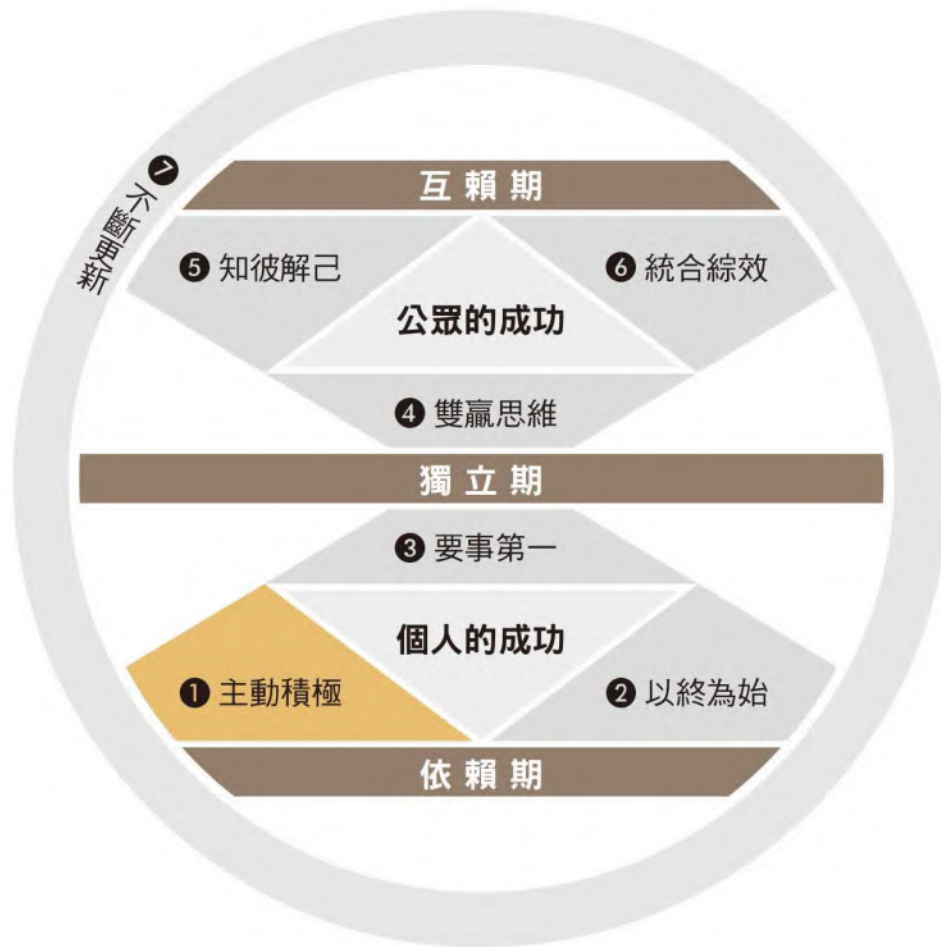 ❼ 不斷更新
互賴期
❺ 知彼解己
❻ 統合綜效
公眾的成功
❹ 雙贏思維
獨立期
❸ 要事第一
個人的成功
❶ 主動積極
❷ 以終為始
依賴期